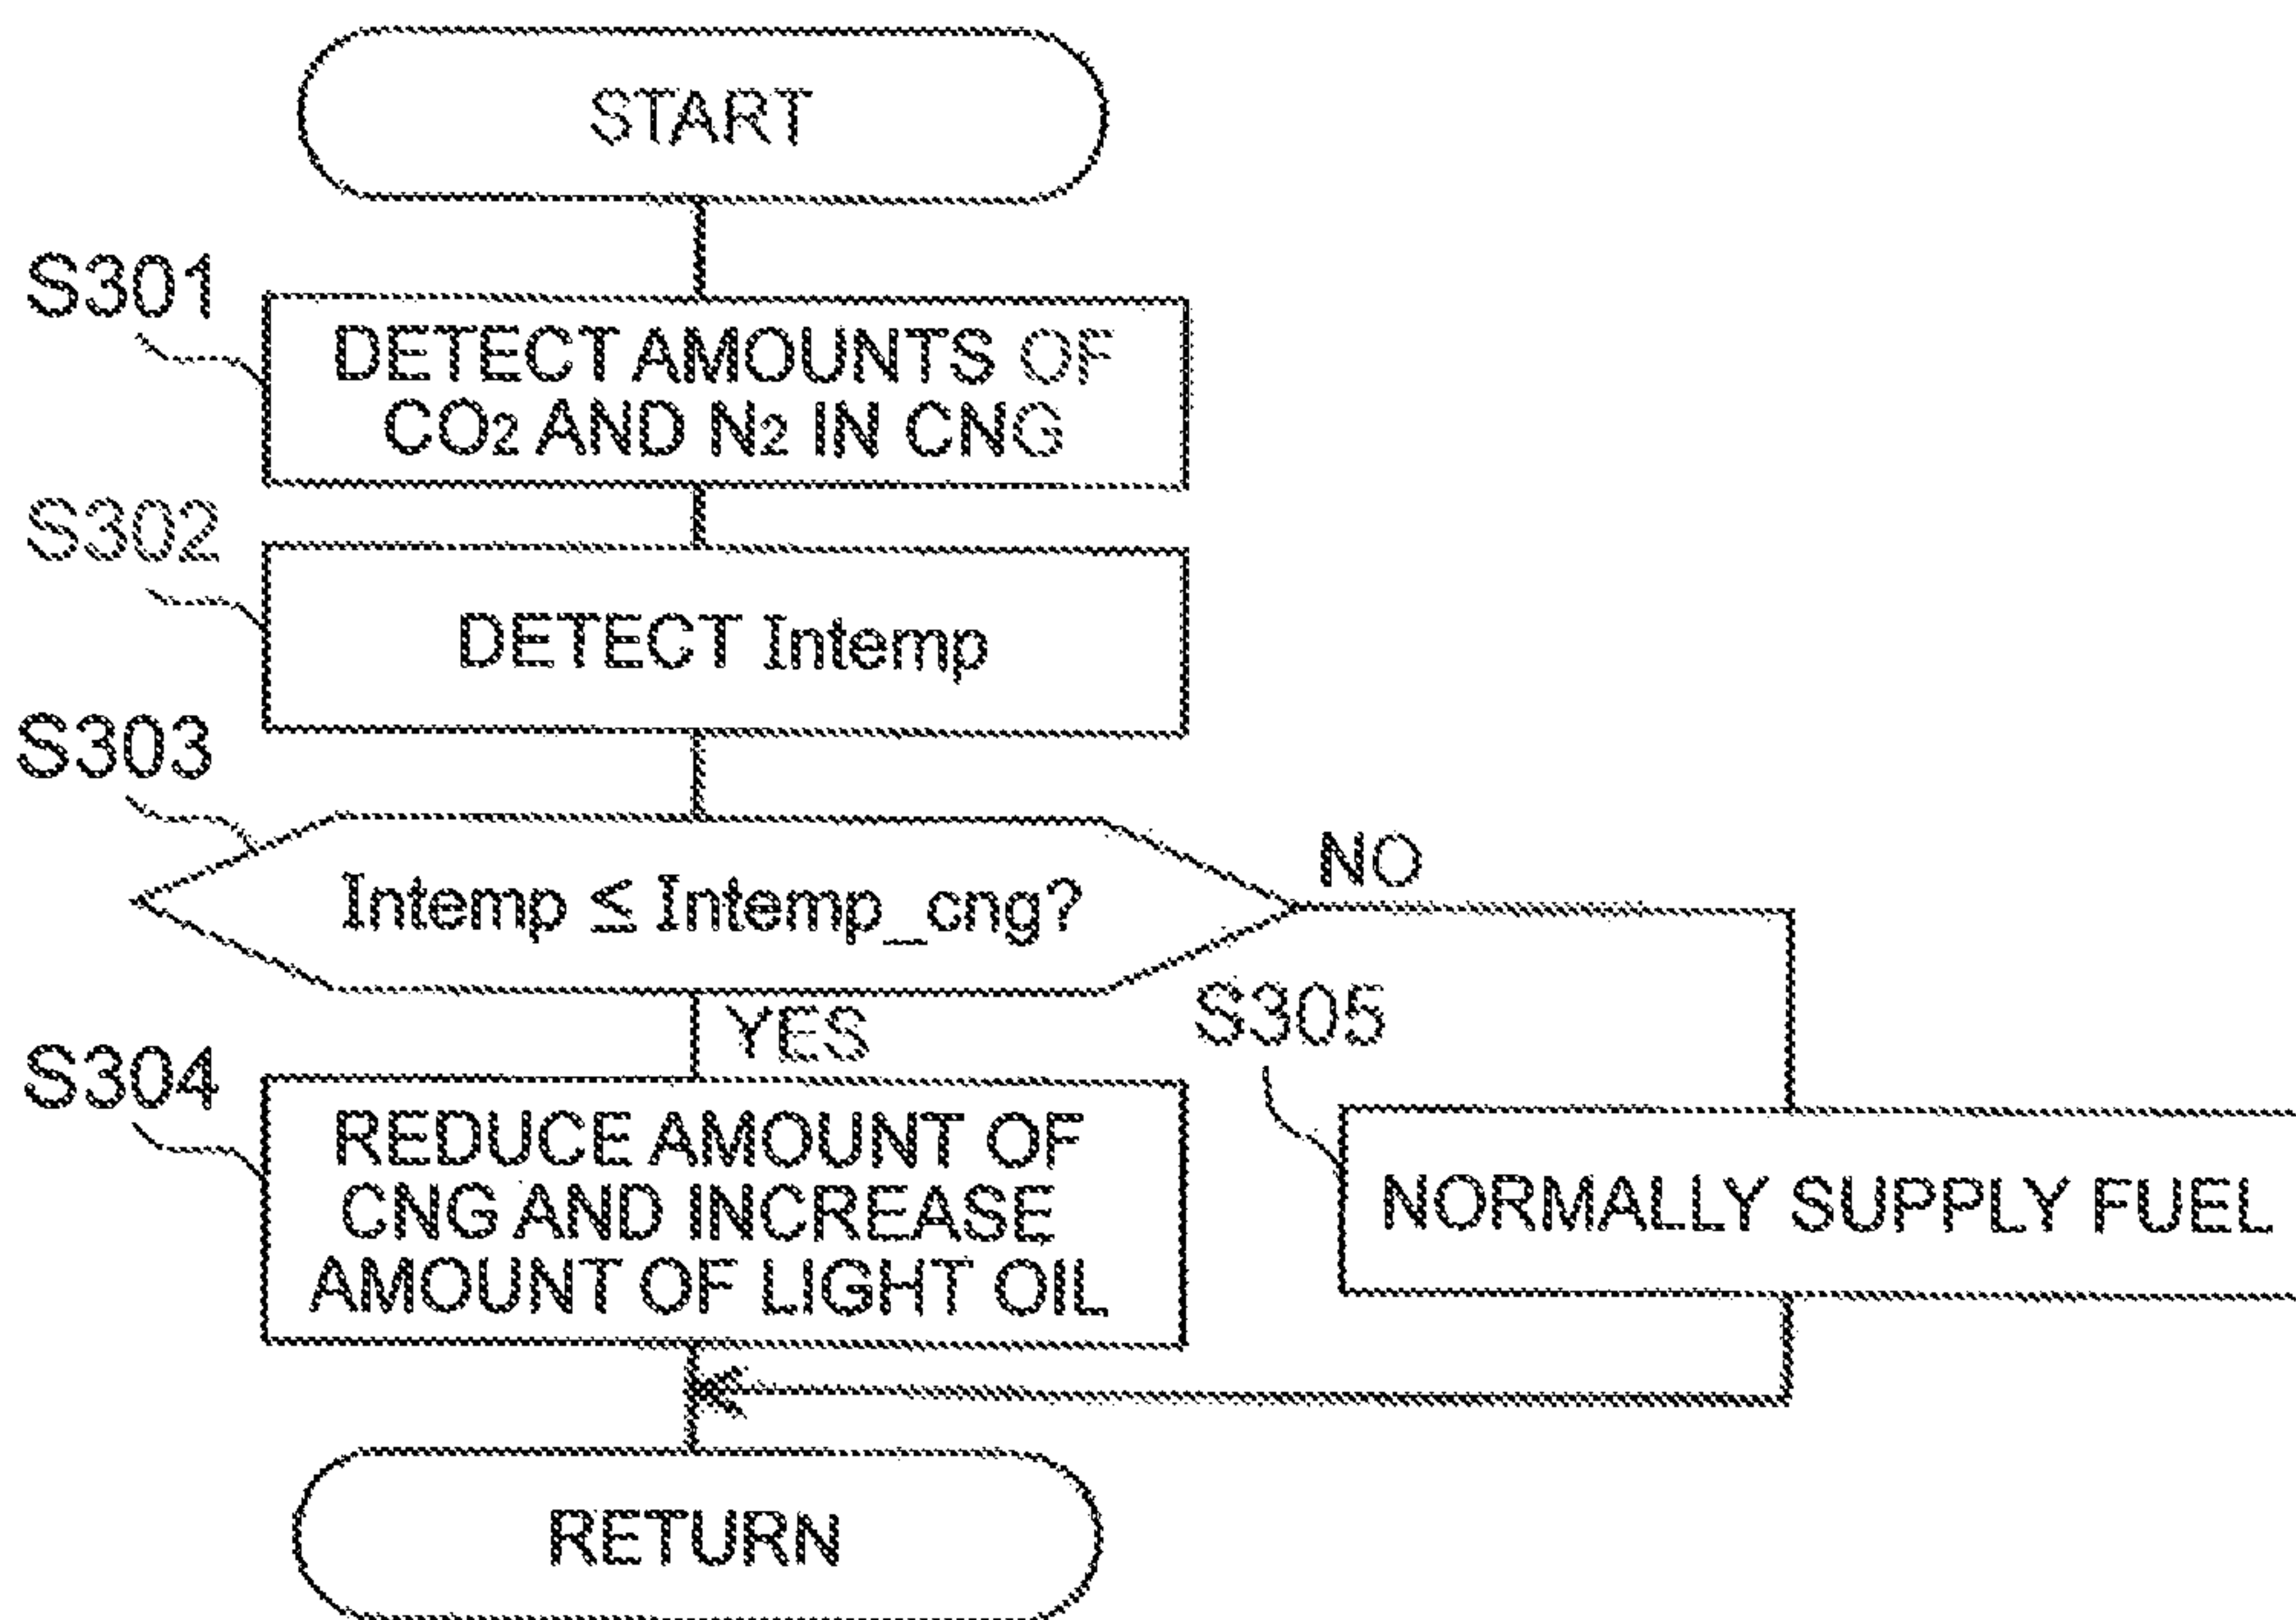 START
S301
DETECT AMOUNTS OF
CO₂ AND N₂ IN CNG
S302
DETECT Intemp
S303
Intemp ≦ Intemp_cng?
NO
YES
S304
REDUCE AMOUNT OF
CNG AND INCREASE
AMOUNT OF LIGHT OIL
S305
NORMALLY SUPPLY FUEL
RETURN